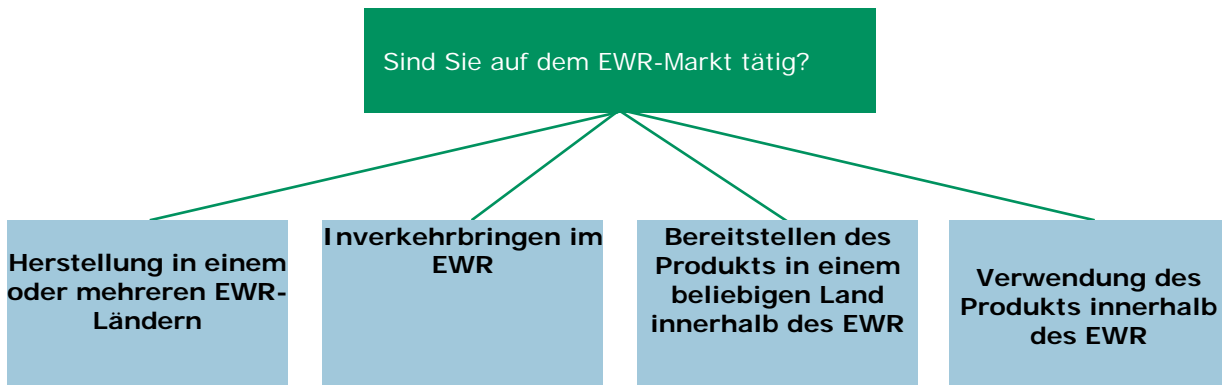 Sind Sie auf dem EWR-Markt tätig?
Herstellung in einem
oder mehreren EWR-
Ländern
Inverkehrbringen im
EWR
Bereitstellen des
Produkts in einem
beliebigen Land
innerhalb des EWR
Verwendung des
Produkts innerhalb
des EWR